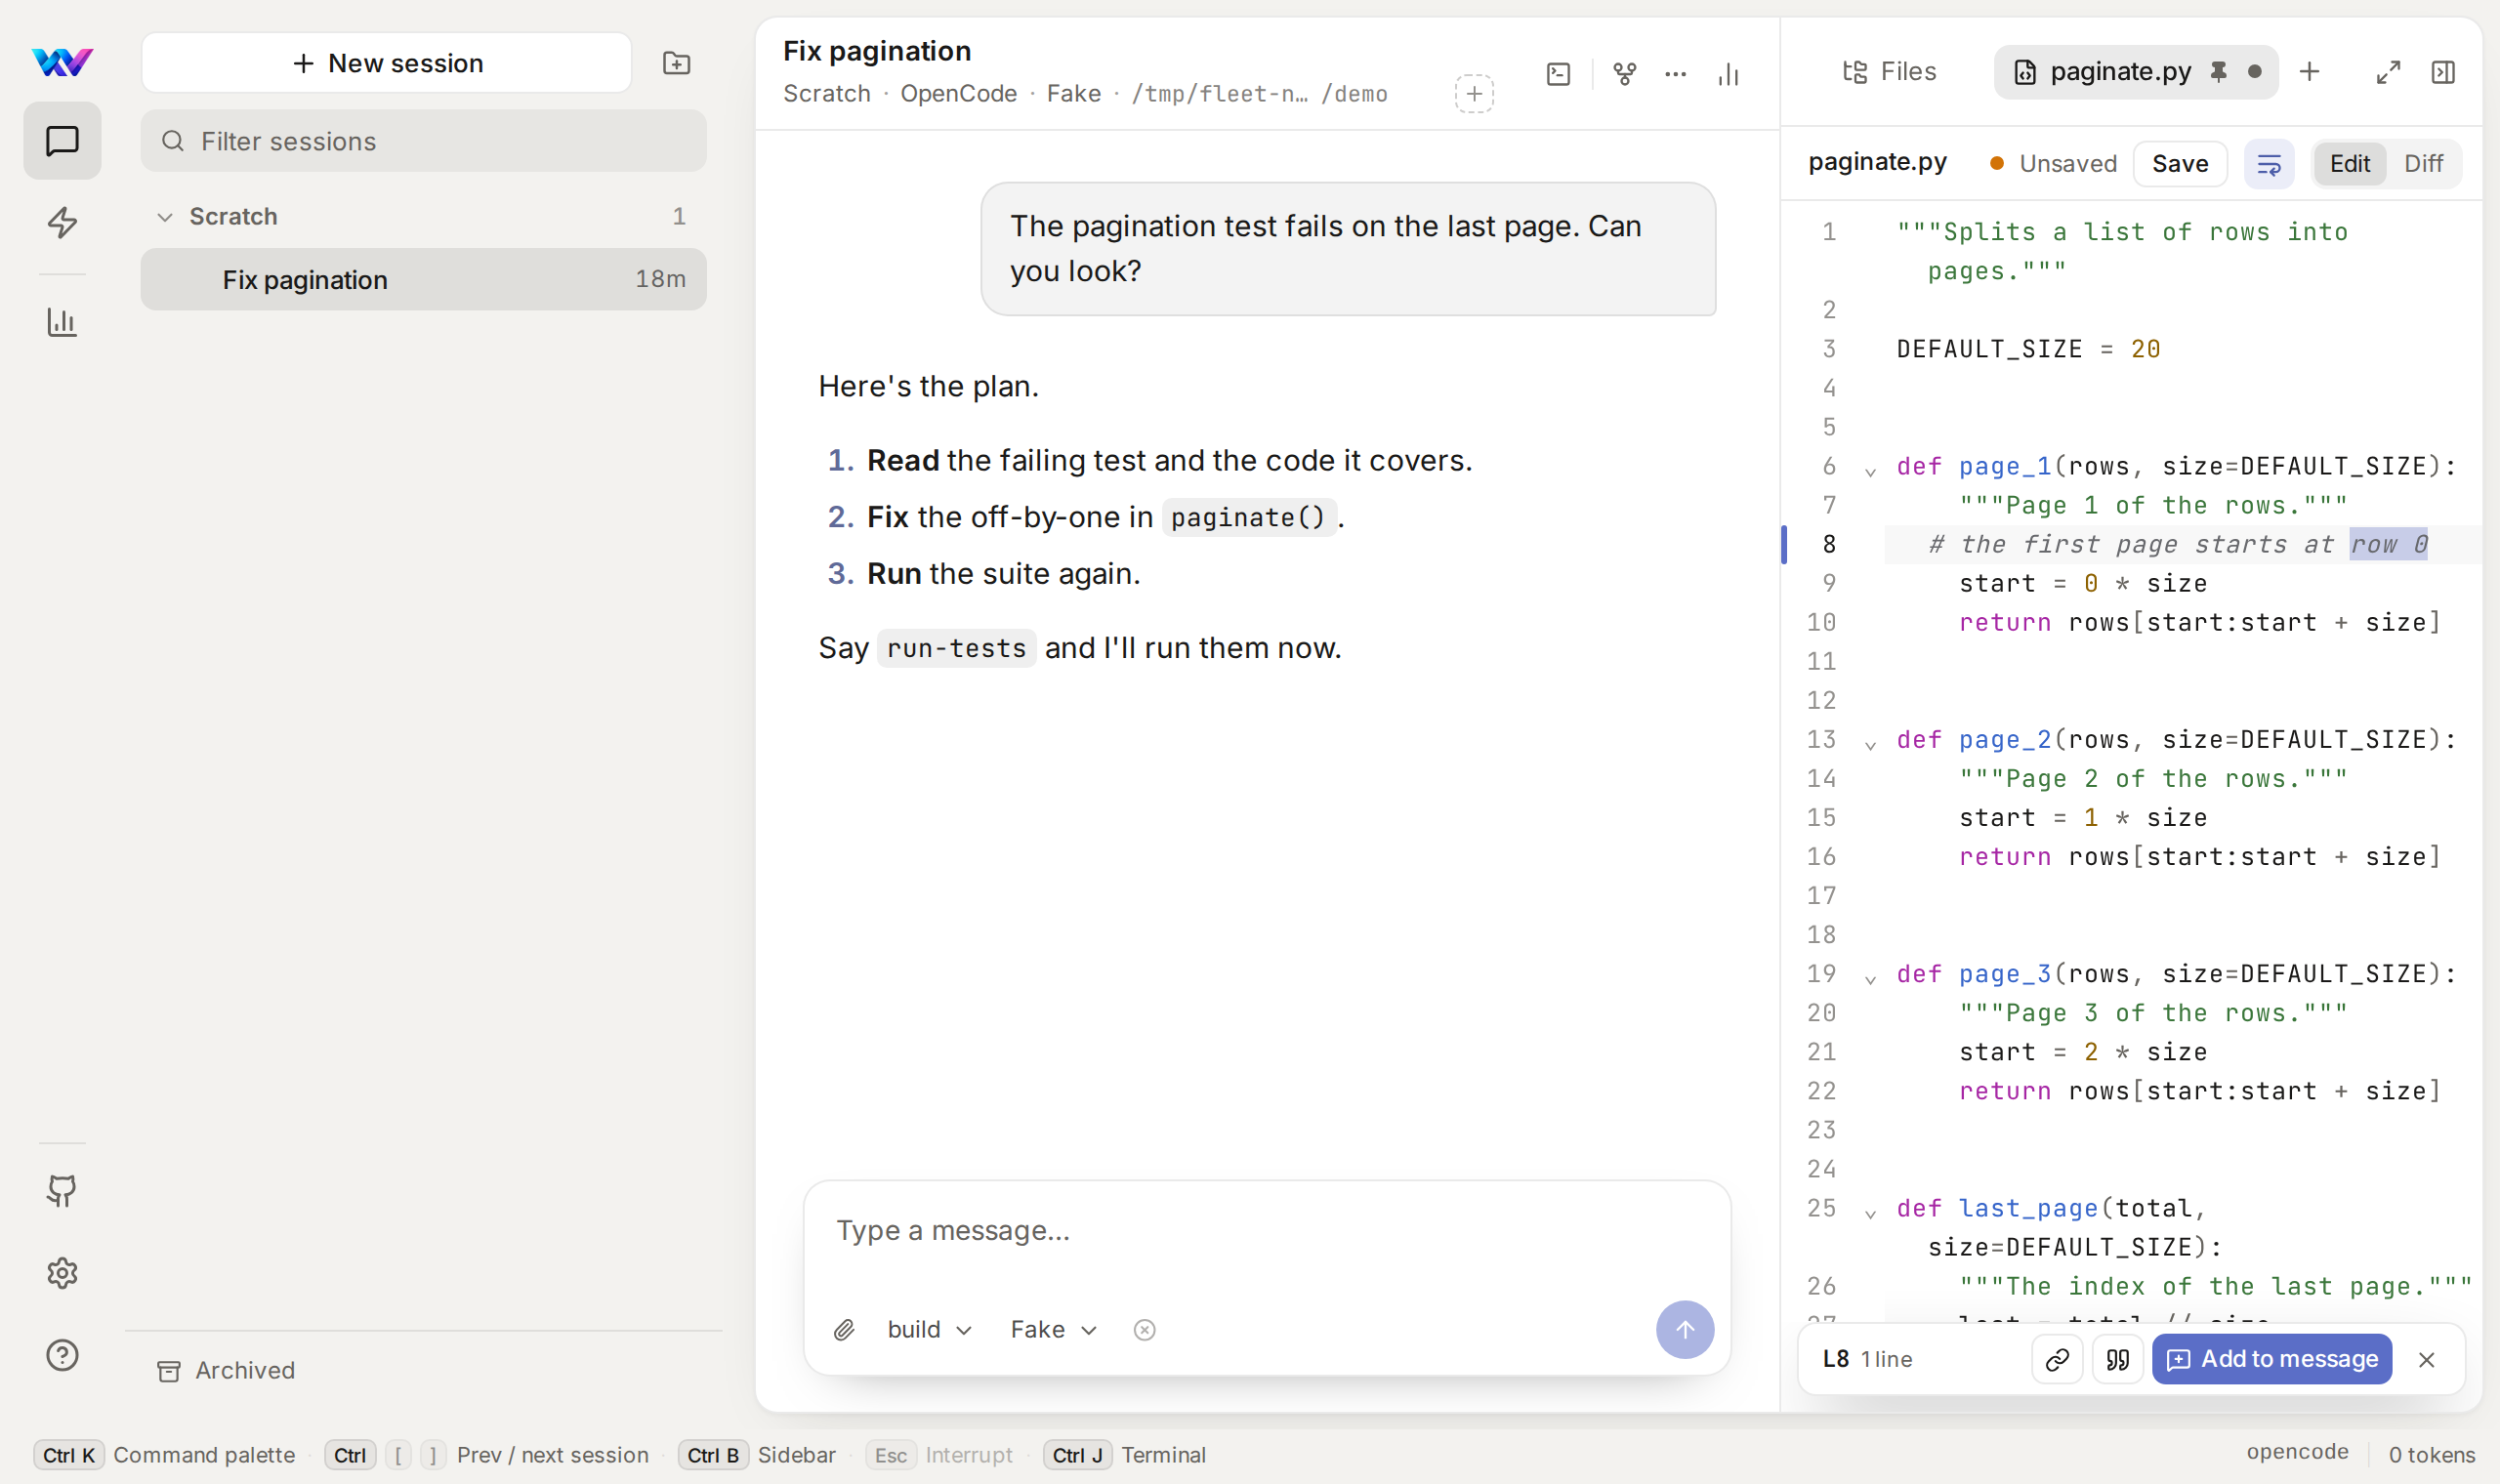 New session
Filter sessions
Scratch 1
Fix pagination 18m
Archived
Fix pagination
Scratch · OpenCode · Fake · /tmp/fleet-n… /demo
The pagination test fails on the last page. Can
you look?
Here's the plan.
1. Read the failing test and the code it covers.
2. Fix the off-by-one in paginate().
3. Run the suite again.
Say run-tests and I'll run them now.
Type a message...
build Fake
Files paginate.py
paginate.py Unsaved Save Edit Diff
1 """Splits a list of rows into
pages."""
2
3 DEFAULT_SIZE = 20
4
5
6 def page_1(rows, size=DEFAULT_SIZE):
7 """Page 1 of the rows."""
8 # the first page starts at row 0
9 start = 0 * size
10 return rows[start:start + size]
11
12
13 def page_2(rows, size=DEFAULT_SIZE):
14 """Page 2 of the rows."""
15 start = 1 * size
16 return rows[start:start + size]
17
18
19 def page_3(rows, size=DEFAULT_SIZE):
20 """Page 3 of the rows."""
21 start = 2 * size
22 return rows[start:start + size]
23
24
25 def last_page(total,
size=DEFAULT_SIZE):
26 """The index of the last page."""
27 last = total // size
L8 1 line Add to message
Ctrl K Command palette · Ctrl [ ] Prev / next session · Ctrl B Sidebar · Esc Interrupt · Ctrl J Terminal
opencode 0 tokens